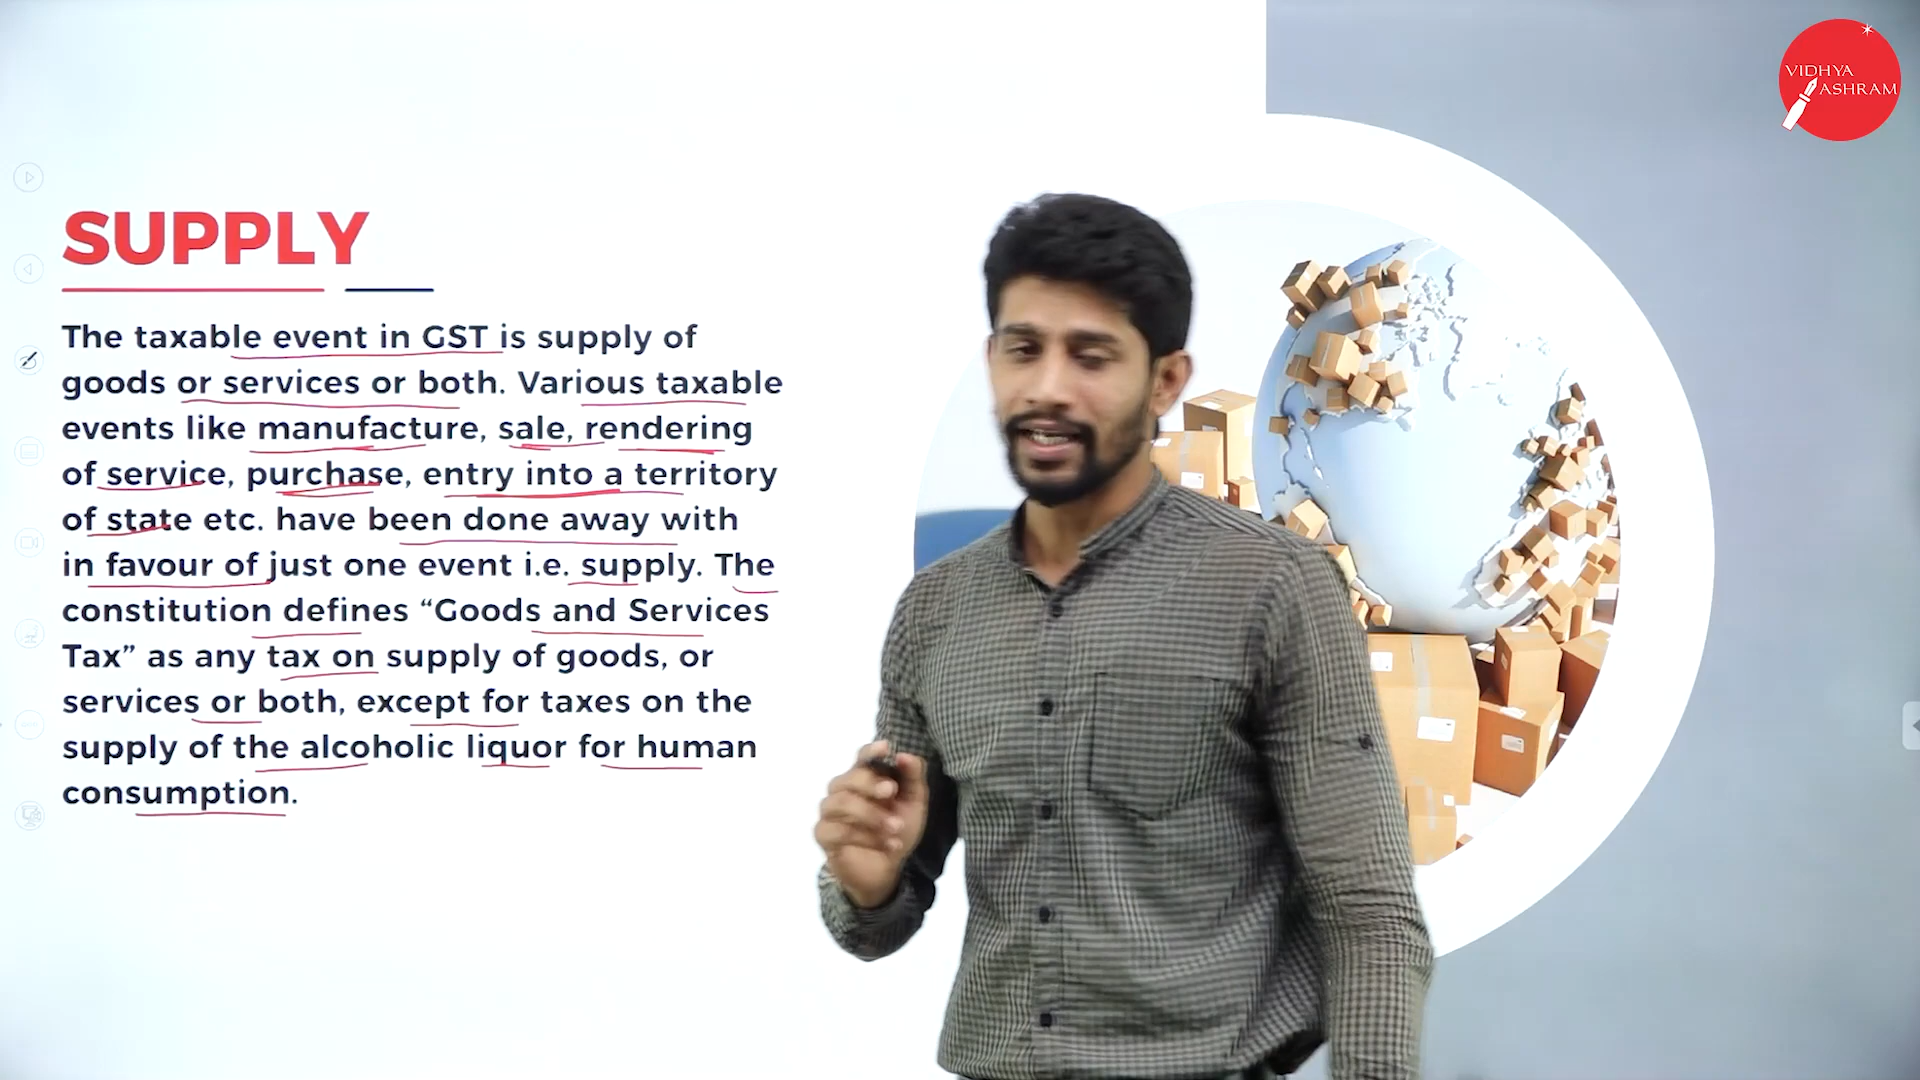 VIDHYA
ASHRAM
SUPPLY
The taxable event in GST is supply of
goods or services or both. Various taxable
events like manufacture, sale, rendering
of service, purchase, entry into a territory
of state etc. have been done away with
in favour of just one event i.e. supply. The
constitution defines “Goods and Services
Tax” as any tax on supply of goods, or
services or both, except for taxes on the
supply of the alcoholic liquor for human
consumption.